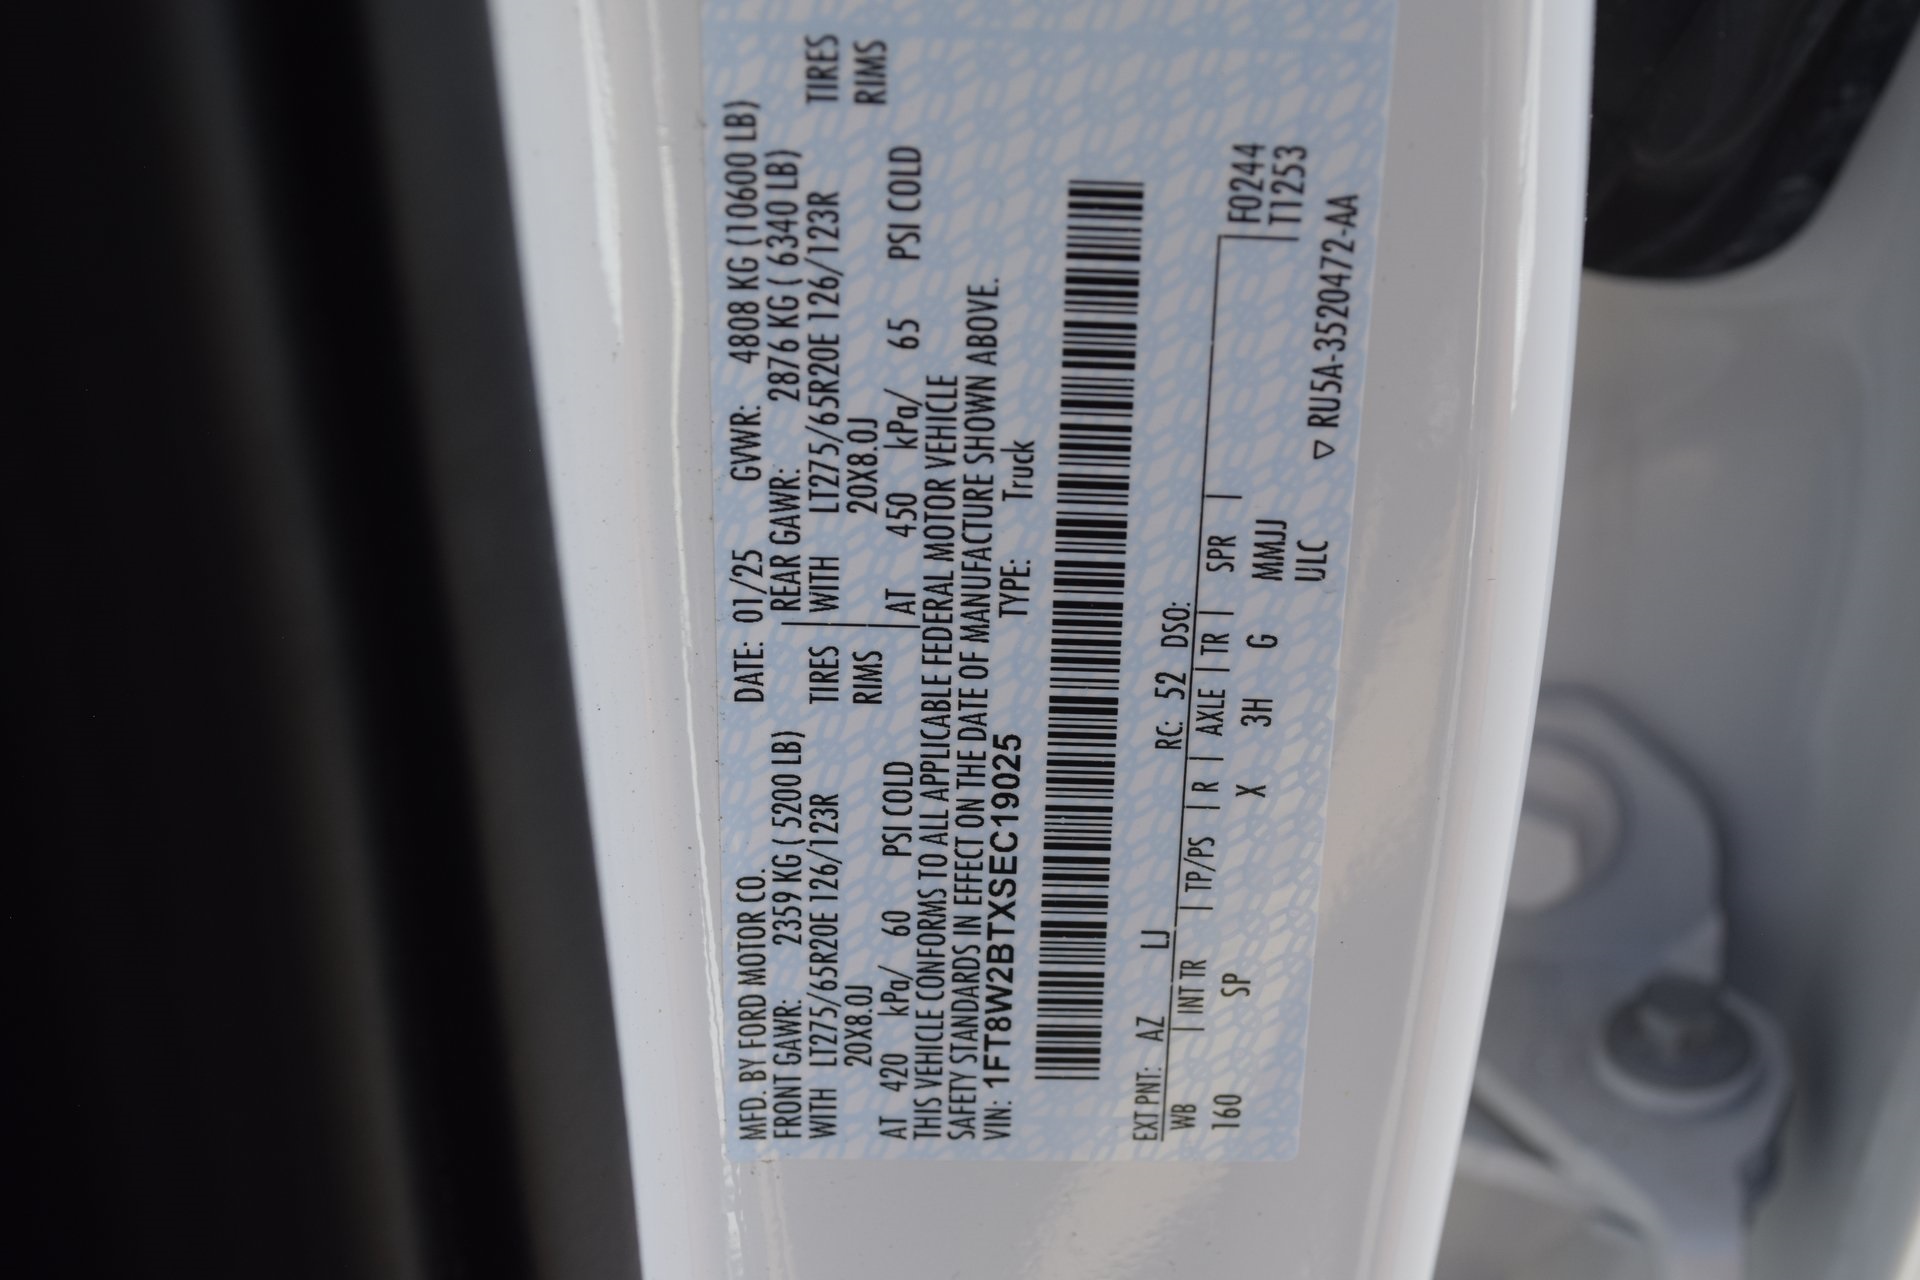 MFD. BY FORD MOTOR CO. DATE: 01/25 GVWR: 4808 KG (10600 LB)
FRONT GAWR: 2359 KG ( 5200 LB) REAR GAWR: 2876 KG ( 6340 LB)
WITH LT275/65R20E 126/123R TIRES WITH LT275/65R20E 126/123R TIRES
20X8.0J RIMS 20X8.0J RIMS
AT 420 kPa/ 60 PSI COLD AT 450 kPa/ 65 PSI COLD
THIS VEHICLE CONFORMS TO ALL APPLICABLE FEDERAL MOTOR VEHICLE
SAFETY STANDARDS IN EFFECT ON THE DATE OF MANUFACTURE SHOWN ABOVE.
VIN: 1FT8W2BTXSEC19025 TYPE: Truck
EXT PNT: AZ LJ RC: 52 DSO:
WB | INT TR | TP/PS | R | AXLE | TR | SPR | F0244
160 SP X 3H G MMJJ T1253
ULC
▽ RU5A-3520472-AA